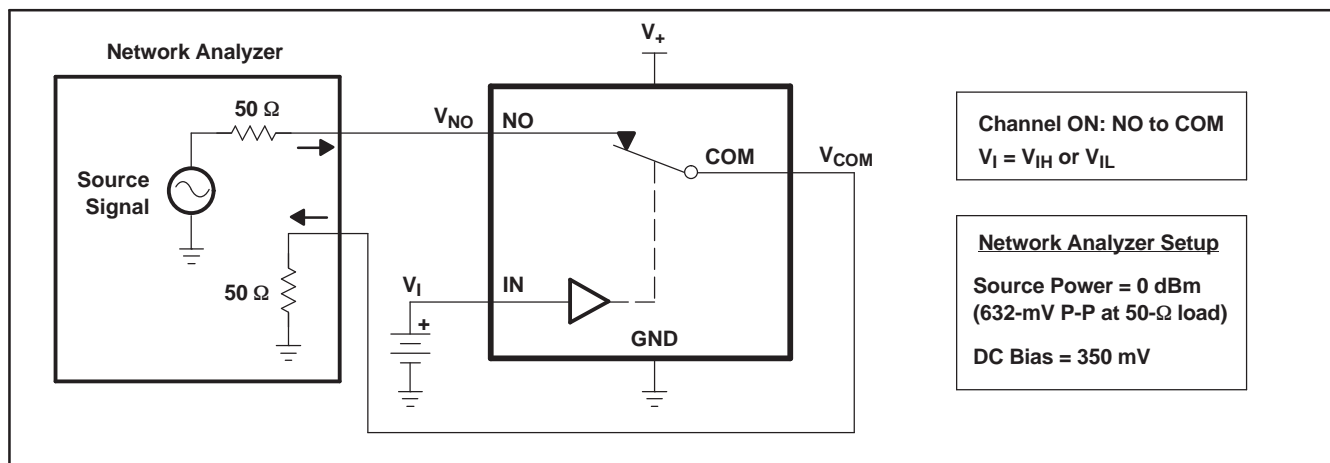 Network Analyzer
50 Ω
Source
Signal
50 Ω
V+
VNO
NO
COM
VCOM
VI
IN
+
GND
Channel ON: NO to COM
VI = VIH or VIL
Network Analyzer Setup
Source Power = 0 dBm
(632-mV P-P at 50-Ω load)
DC Bias = 350 mV